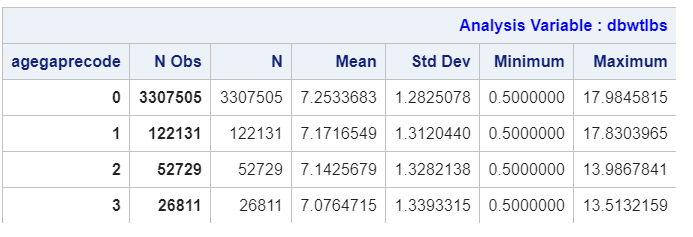 Analysis Variable : dbwtlbs
agegaprecode N Obs N Mean Std Dev Minimum Maximum
0 3307505 3307505 7.2533683 1.2825078 0.5000000 17.9845815
1 122131 122131 7.1716549 1.3120440 0.5000000 17.8303965
2 52729 52729 7.1425679 1.3282138 0.5000000 13.9867841
3 26811 26811 7.0764715 1.3393315 0.5000000 13.5132159